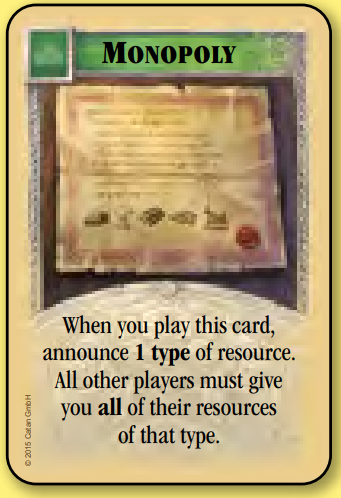 MONOPOLY
When you play this card,
announce 1 type of resource.
All other players must give
you all of their resources
of that type.
© 2015 Catan GmbH